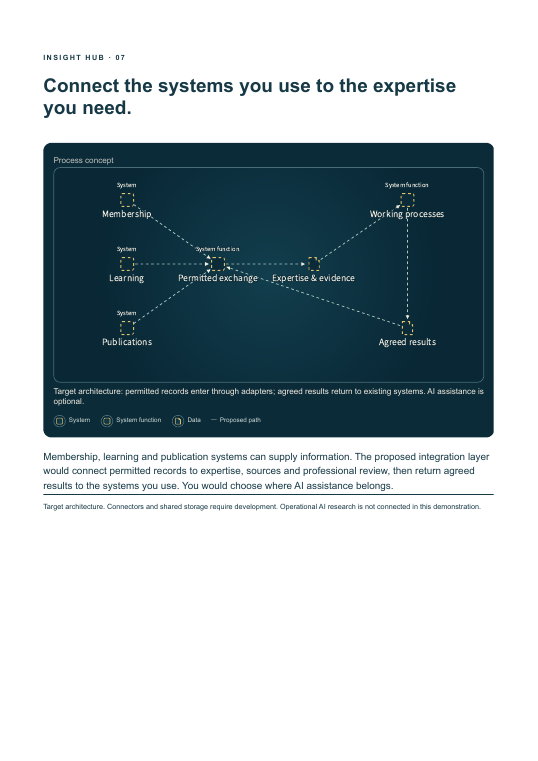 INSIGHT HUB · 07
Connect the systems you use to the expertise
you need.
Process concept
System
Membership
System function
Working processes
System
Learning
System function
Permitted exchange
Expertise & evidence
System
Publications
Agreed results
Target architecture: permitted records enter through adapters; agreed results return to existing systems. AI assistance is
optional.
System
System function
Data
Proposed path
Membership, learning and publication systems can supply information. The proposed integration layer
would connect permitted records to expertise, sources and professional review, then return agreed
results to the systems you use. You would choose where AI assistance belongs.
Target architecture. Connectors and shared storage require development. Operational AI research is not connected in this demonstration.